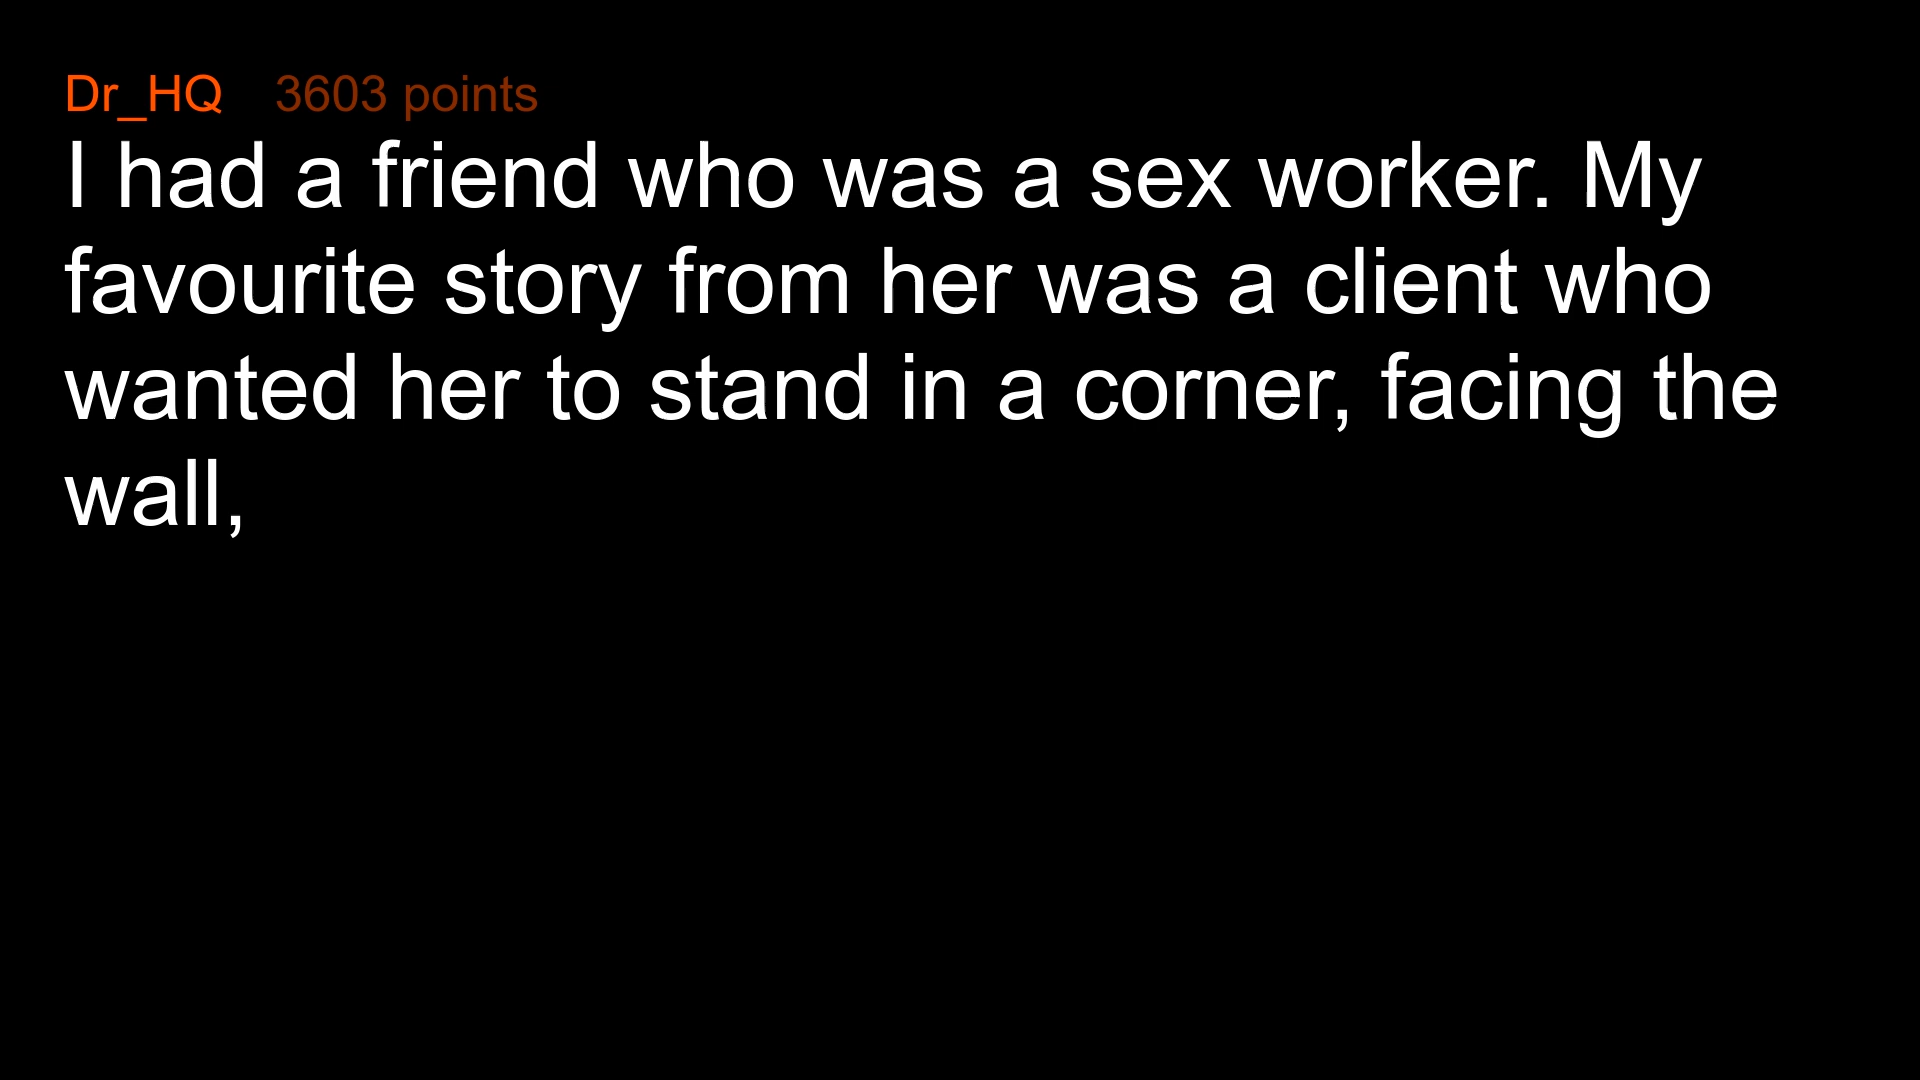 Dr_HQ 3603 points
I had a friend who was a sex worker. My
favourite story from her was a client who
wanted her to stand in a corner, facing the
wall,